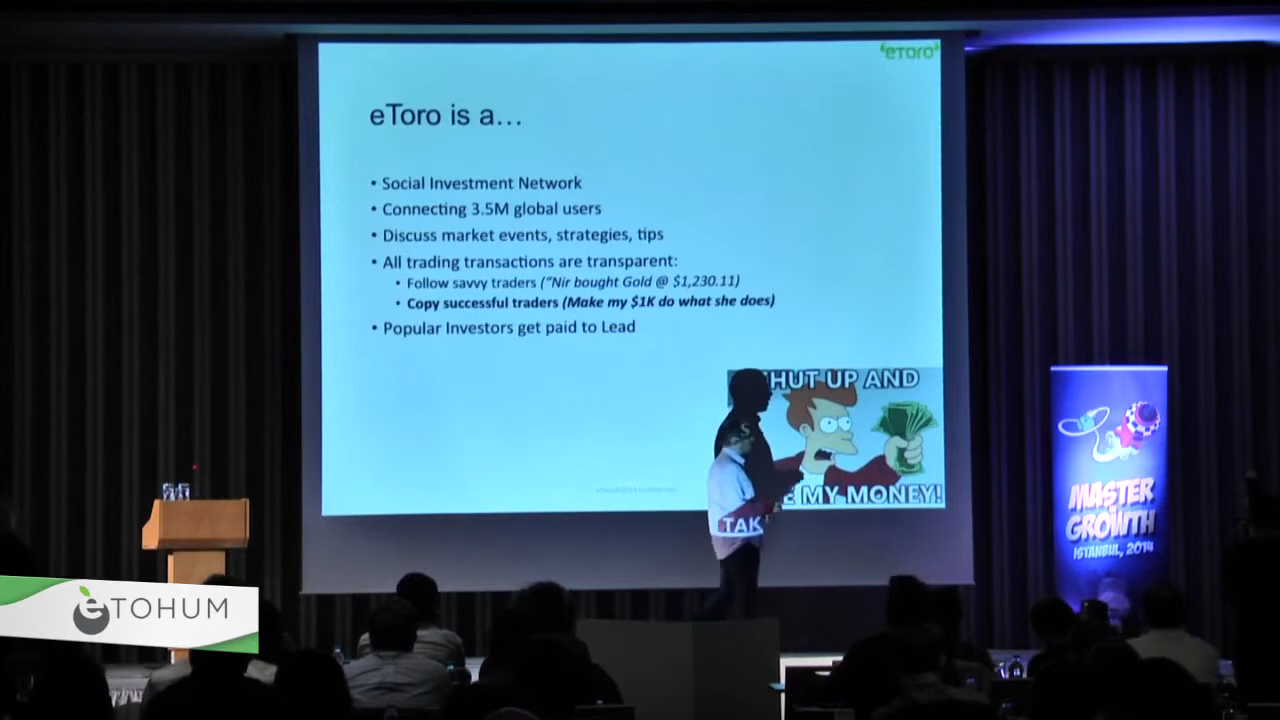 eToro
eToro is a...
• Social Investment Network
• Connecting 3.5M global users
• Discuss market events, strategies, tips
• All trading transactions are transparent:
• Follow savvy traders ("Nir bought Gold @ $1,230.11)
• Copy successful traders (Make my $1K do what she does)
• Popular Investors get paid to Lead
HUT UP AND
S
E MY MONEY!
TAK
MASTER
GROWTH
ISTANBUL, 2014
eTOHUM